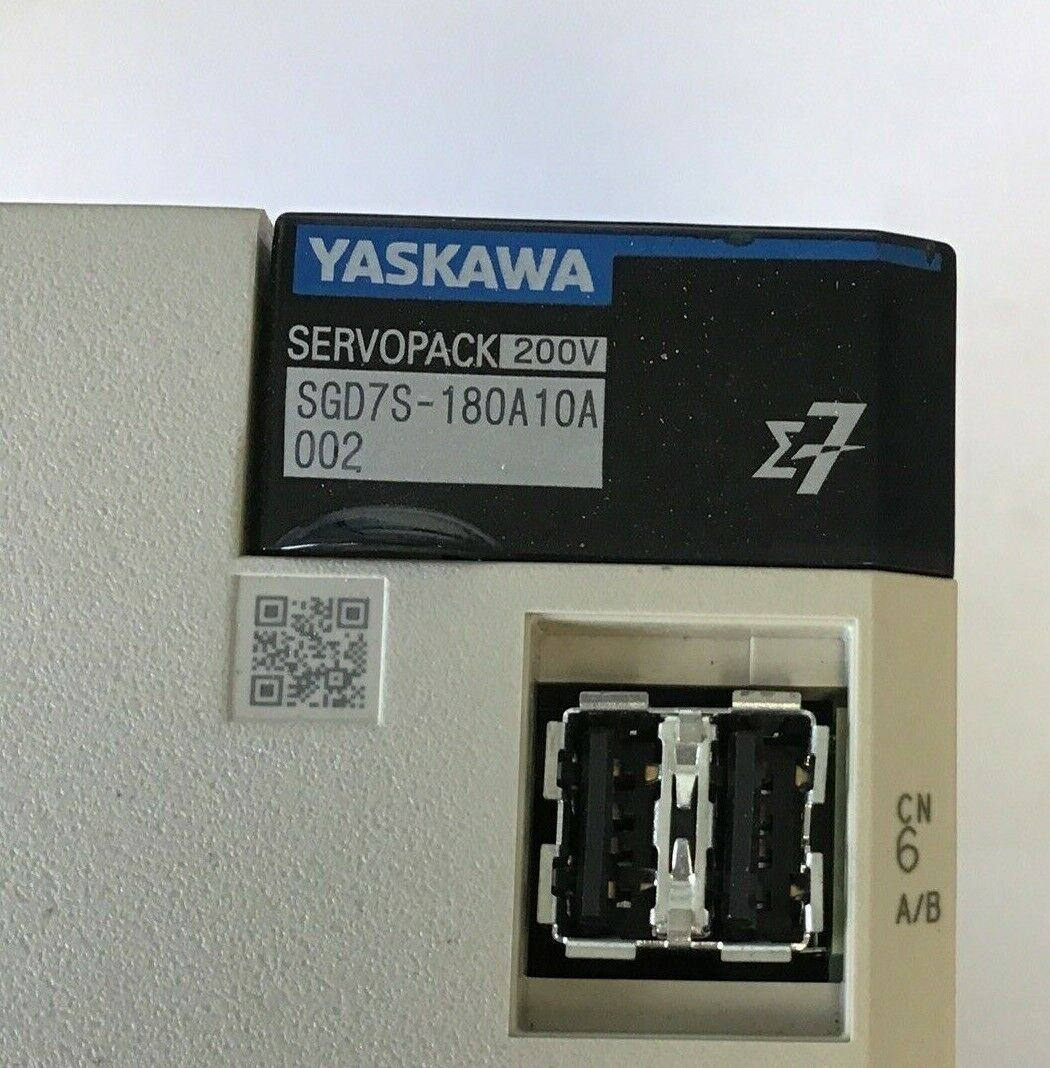 YASKAWA
SERVOPACK 200V
SGD7S-180A10A
002
Σ7
CN
6
A/B